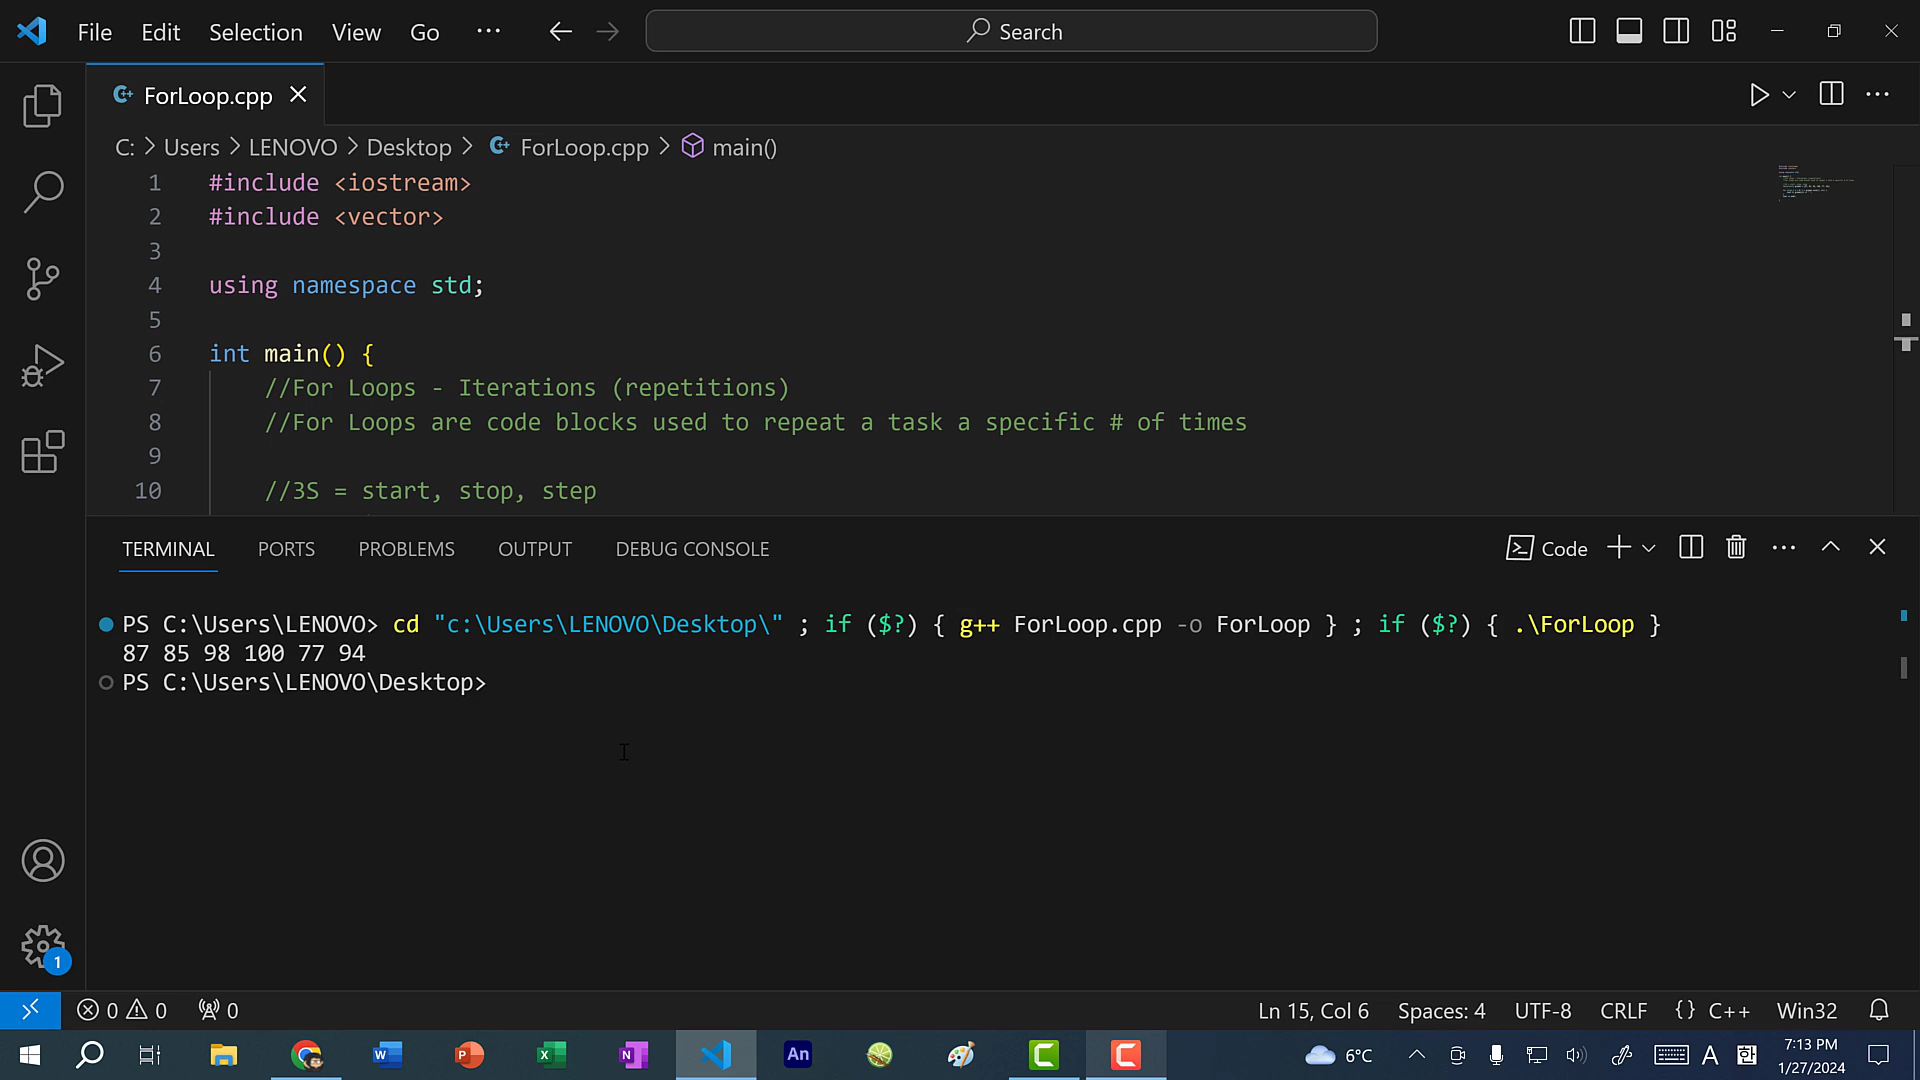 File Edit Selection View Go ··· Search
ForLoop.cpp
C: > Users > LENOVO > Desktop > ForLoop.cpp > main()
1 #include <iostream>
2 #include <vector>
3
4 using namespace std;
5
6 int main() {
7 //For Loops - Iterations (repetitions)
8 //For Loops are code blocks used to repeat a task a specific # of times
9
10 //3S = start, stop, step
TERMINAL PORTS PROBLEMS OUTPUT DEBUG CONSOLE Code
PS C:\Users\LENOVO> cd "c:\Users\LENOVO\Desktop\" ; if ($?) { g++ ForLoop.cpp -o ForLoop } ; if ($?) { .\ForLoop }
87 85 98 100 77 94
PS C:\Users\LENOVO\Desktop>
1
0 0 0 Ln 15, Col 6 Spaces: 4 UTF-8 CRLF {} C++ Win32
An 6°C A 한 7:13 PM
1/27/2024